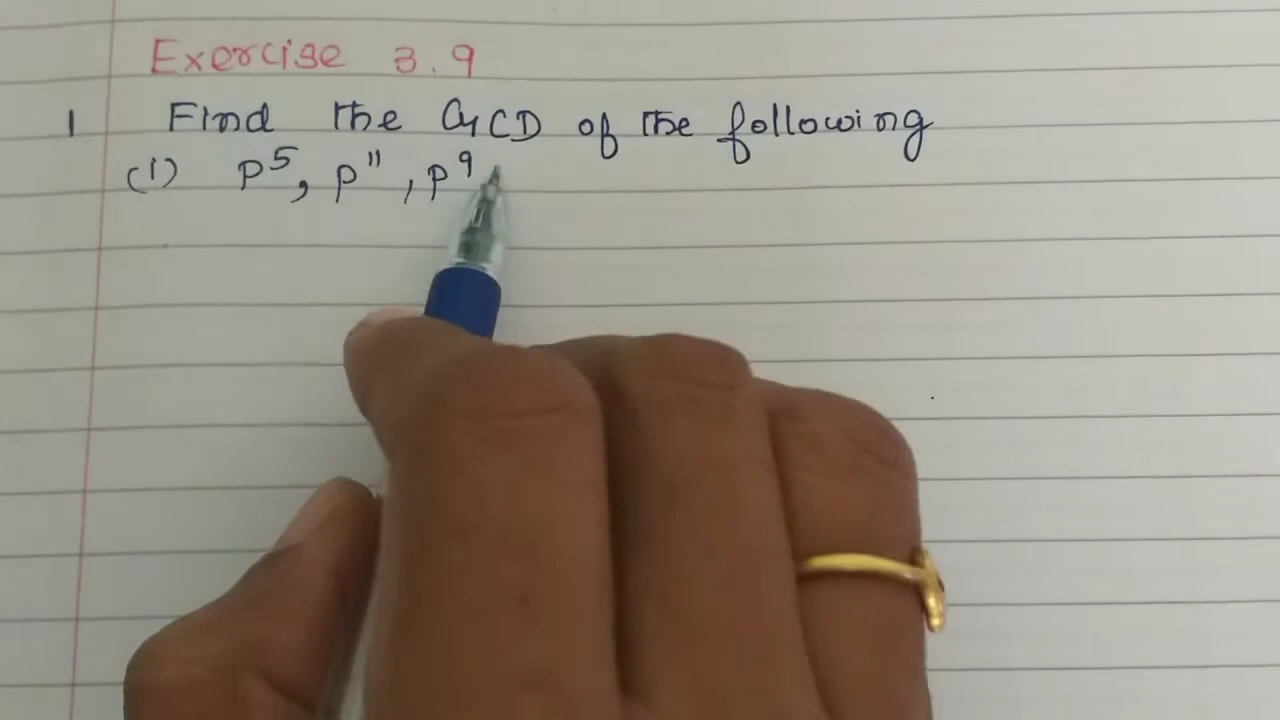 Exercise 3.9
1 Find the GCD of the following
(1) p⁵, p¹¹, p⁹